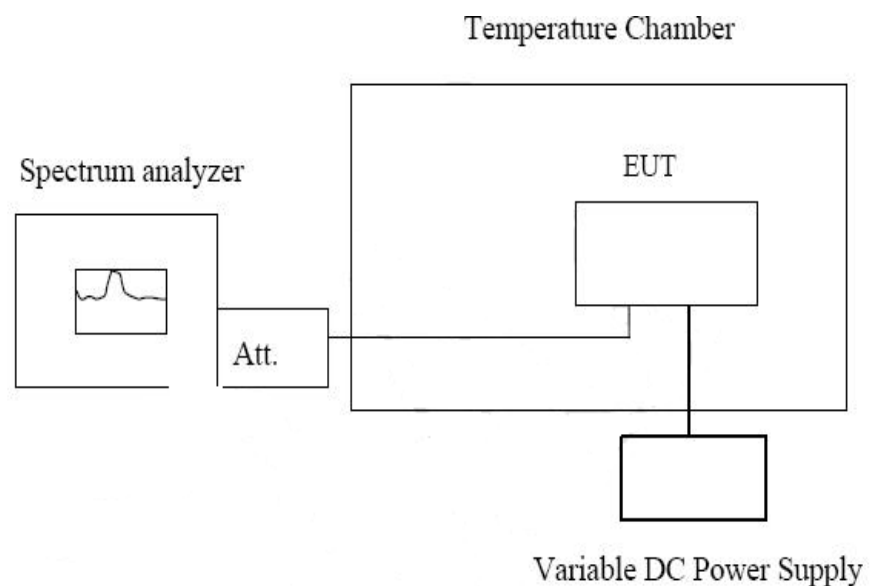 Temperature Chamber
Spectrum analyzer
EUT
Att.
Variable DC Power Supply